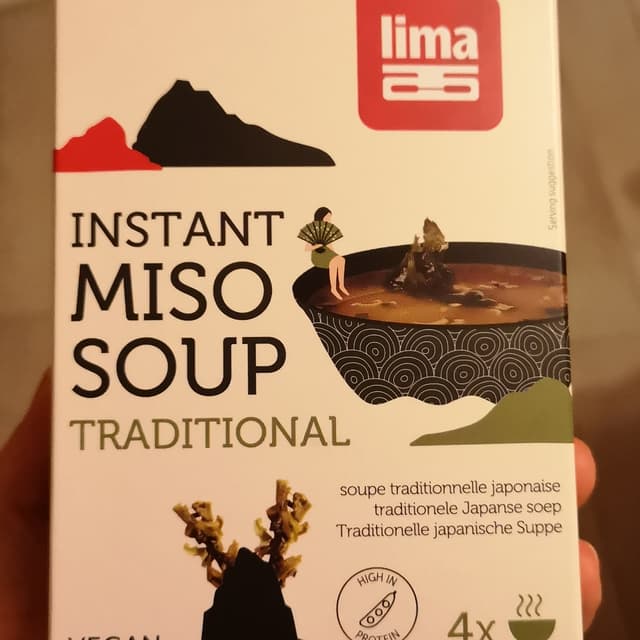 lima
Serving suggestion
INSTANT
MISO
SOUP
TRADITIONAL
soupe traditionnelle japonaise
traditionele Japanse soep
Traditionelle japanische Suppe
HIGH IN
PROTEIN
4x
VEGAN